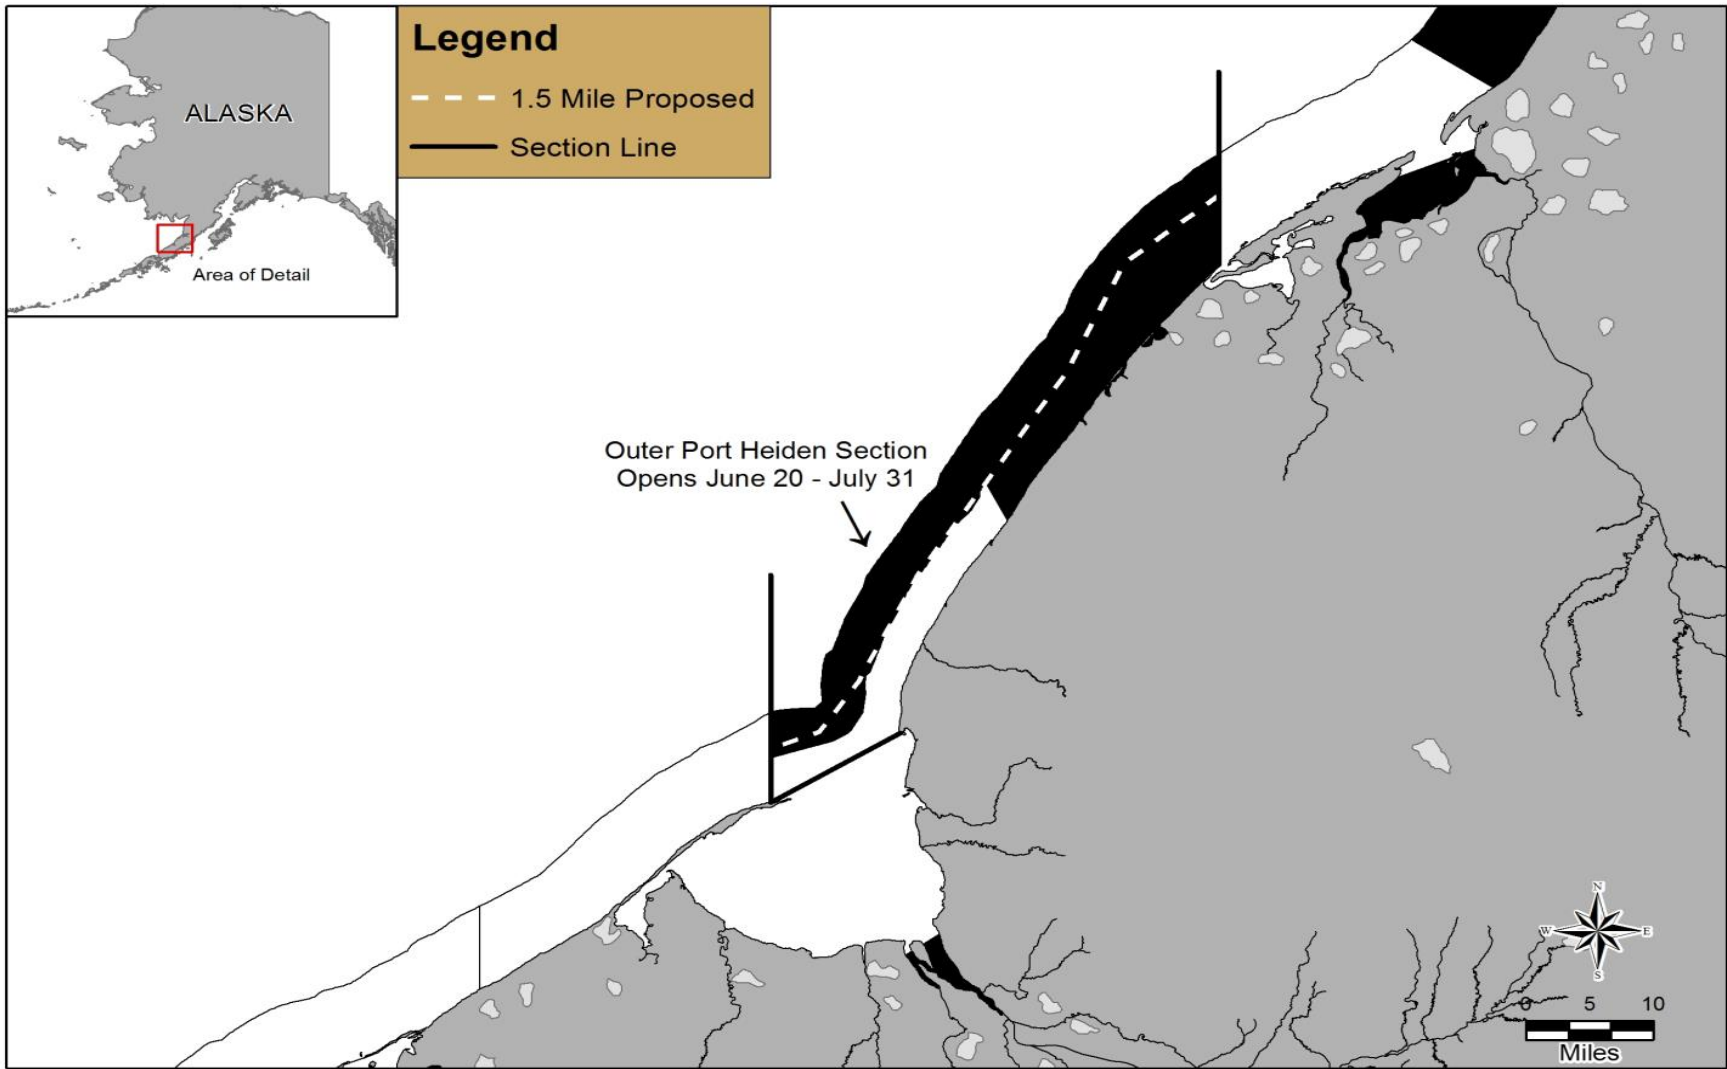 ALASKA
Area of Detail
Legend
1.5 Mile Proposed
Section Line
Outer Port Heiden Section
Opens June 20 - July 31
N
W E
S
0 5 10
Miles